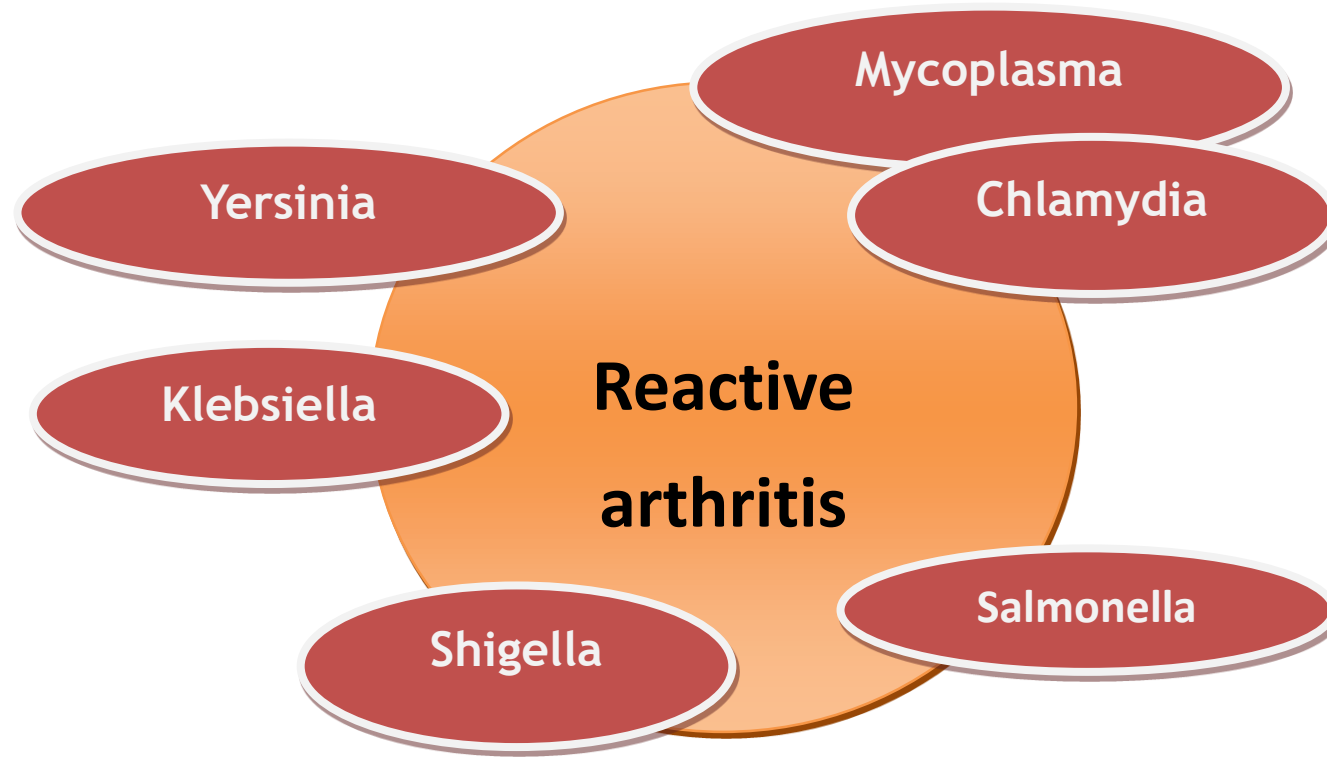 Mycoplasma
Yersinia
Chlamydia
Klebsiella
Reactive
arthritis
Salmonella
Shigella